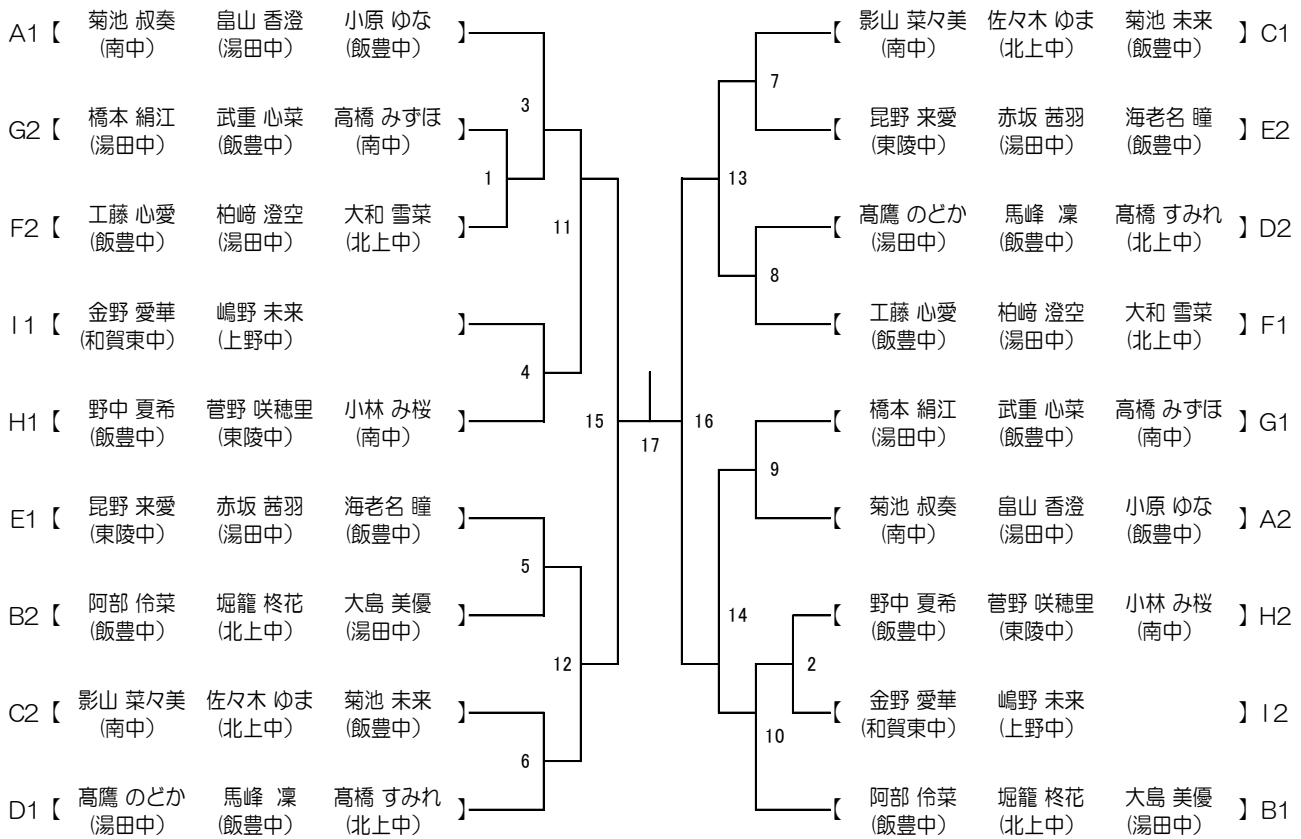 A1 【 菊池 叔奏 畠山 香澄 小原 ゆな 】
(南中) (湯田中) (飯豊中)
G2 【 橋本 絹江 武重 心菜 高橋 みずほ 】
(湯田中) (飯豊中) (南中)
F2 【 工藤 心愛 柏﨑 澄空 大和 雪菜 】
(飯豊中) (湯田中) (北上中)
I1 【 金野 愛華 嶋野 未来 】
(和賀東中) (上野中)
H1 【 野中 夏希 菅野 咲穂里 小林 み桜 】
(飯豊中) (東陵中) (南中)
E1 【 昆野 来愛 赤坂 茜羽 海老名 瞳 】
(東陵中) (湯田中) (飯豊中)
B2 【 阿部 伶菜 堀籠 柊花 大島 美優 】
(飯豊中) (北上中) (湯田中)
C2 【 影山 菜々美 佐々木 ゆま 菊池 未来 】
(南中) (北上中) (飯豊中)
D1 【 髙鷹 のどか 馬峰 凜 髙橋 すみれ 】
(湯田中) (飯豊中) (北上中)
1
3
4
11
5
6
12
15
17
16
13
7
8
14
9
2
10
【 影山 菜々美 佐々木 ゆま 菊池 未来 】 C1
(南中) (北上中) (飯豊中)
【 昆野 来愛 赤坂 茜羽 海老名 瞳 】 E2
(東陵中) (湯田中) (飯豊中)
【 髙鷹 のどか 馬峰 凜 髙橋 すみれ 】 D2
(湯田中) (飯豊中) (北上中)
【 工藤 心愛 柏﨑 澄空 大和 雪菜 】 F1
(飯豊中) (湯田中) (北上中)
【 橋本 絹江 武重 心菜 高橋 みずほ 】 G1
(湯田中) (飯豊中) (南中)
【 菊池 叔奏 畠山 香澄 小原 ゆな 】 A2
(南中) (湯田中) (飯豊中)
【 野中 夏希 菅野 咲穂里 小林 み桜 】 H2
(飯豊中) (東陵中) (南中)
【 金野 愛華 嶋野 未来 】 I2
(和賀東中) (上野中)
【 阿部 伶菜 堀籠 柊花 大島 美優 】 B1
(飯豊中) (北上中) (湯田中)